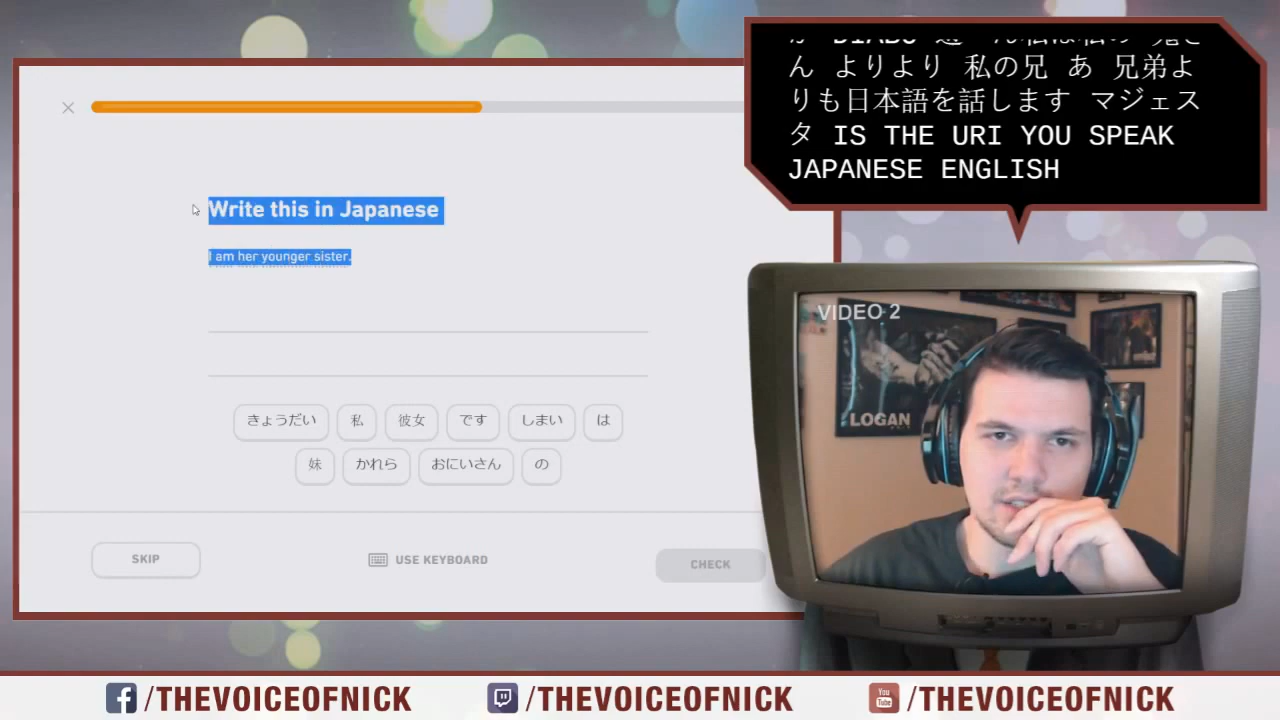 DIABO
ん よりより 私の兄 あ 兄弟よ
りも日本語を話します マジェス
タ IS THE URI YOU SPEAK
JAPANESE ENGLISH
Write this in Japanese
I am her younger sister.
きょうだい 私 彼女 です しまい は
妹 かれら おにいさん の
SKIP
USE KEYBOARD
CHECK
VIDEO 2
LOGAN
/THEVOICEOFNICK
/THEVOICEOFNICK
You Tube /THEVOICEOFNICK